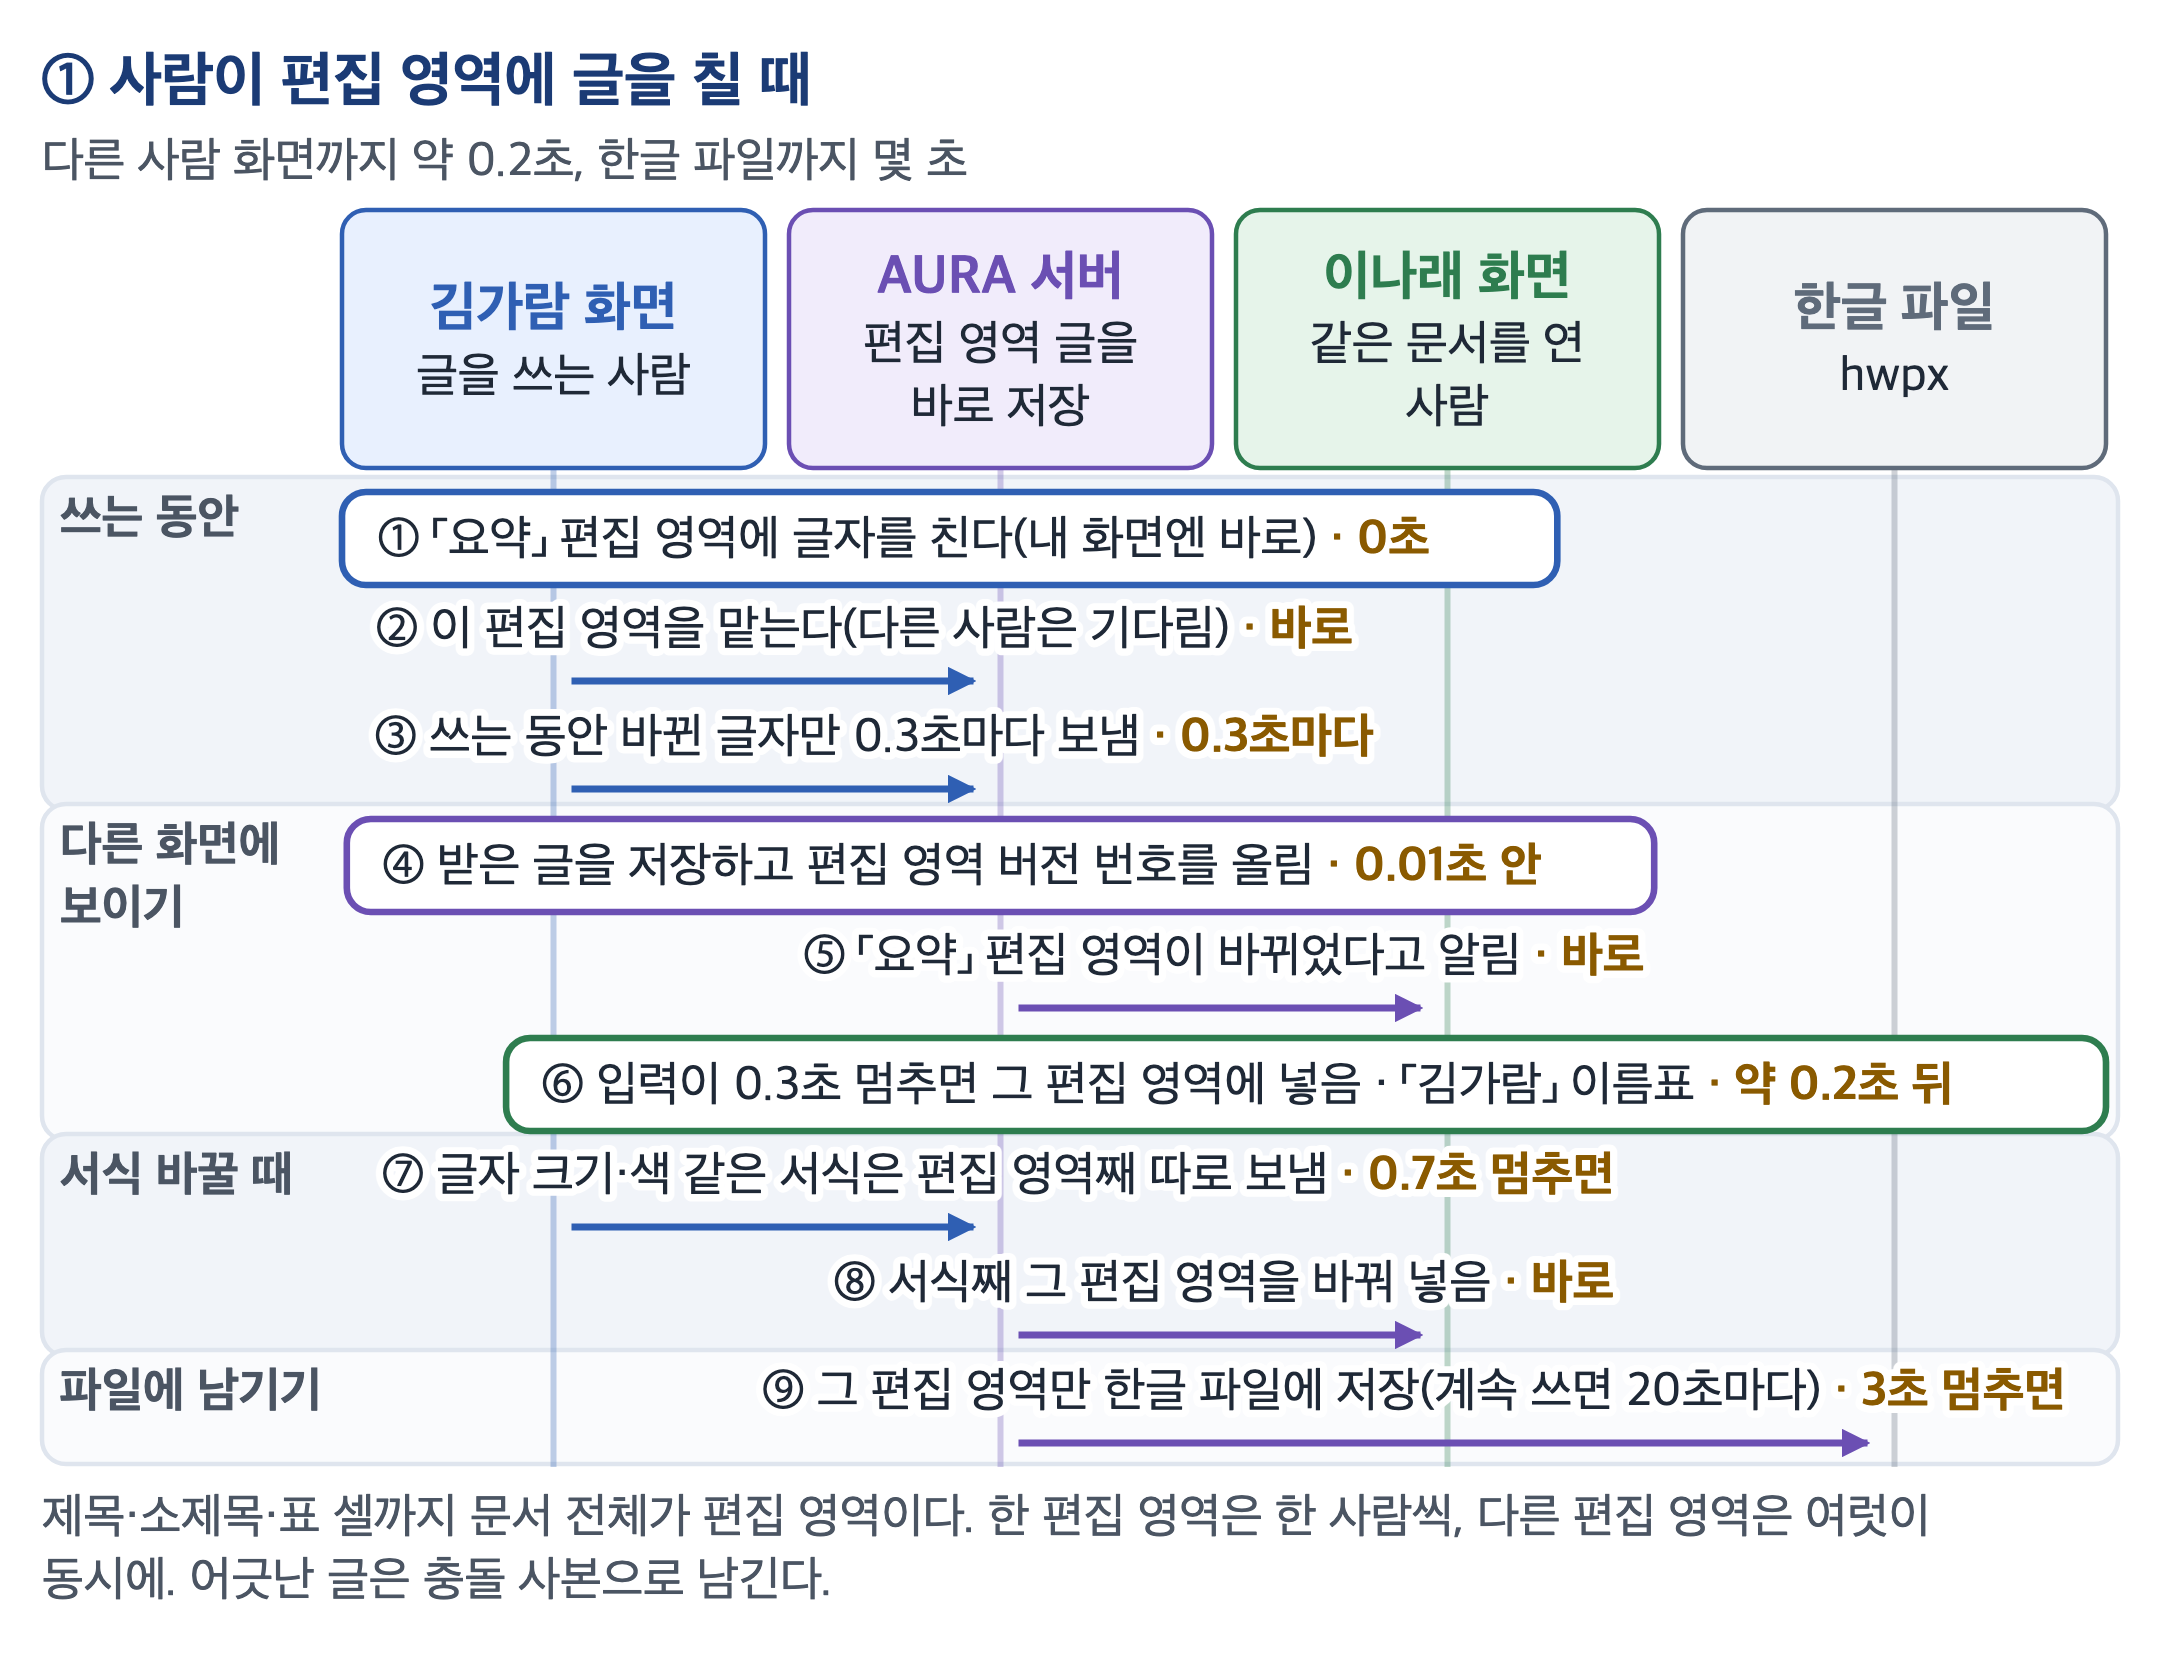 ① 사람이 편집 영역에 글을 칠 때
다른 사람 화면까지 약 0.2초, 한글 파일까지 몇 초
김가람 화면
글을 쓰는 사람
AURA 서버
편집 영역 글을
바로 저장
이나래 화면
같은 문서를 연
사람
한글 파일
hwpx
쓰는 동안
① 「요약」 편집 영역에 글자를 친다(내 화면엔 바로) · 0초
② 이 편집 영역을 맡는다(다른 사람은 기다림) · 바로
③ 쓰는 동안 바뀐 글자만 0.3초마다 보냄 · 0.3초마다
다른 화면에
보이기
④ 받은 글을 저장하고 편집 영역 버전 번호를 올림 · 0.01초 안
⑤ 「요약」 편집 영역이 바뀌었다고 알림 · 바로
⑥ 입력이 0.3초 멈추면 그 편집 영역에 넣음 · 「김가람」 이름표 · 약 0.2초 뒤
서식 바꿀 때
⑦ 글자 크기·색 같은 서식은 편집 영역째 따로 보냄 · 0.7초 멈추면
⑧ 서식째 그 편집 영역을 바꿔 넣음 · 바로
파일에 남기기
⑨ 그 편집 영역만 한글 파일에 저장(계속 쓰면 20초마다) · 3초 멈추면
제목·소제목·표 셀까지 문서 전체가 편집 영역이다. 한 편집 영역은 한 사람씩, 다른 편집 영역은 여럿이
동시에. 어긋난 글은 충돌 사본으로 남긴다.